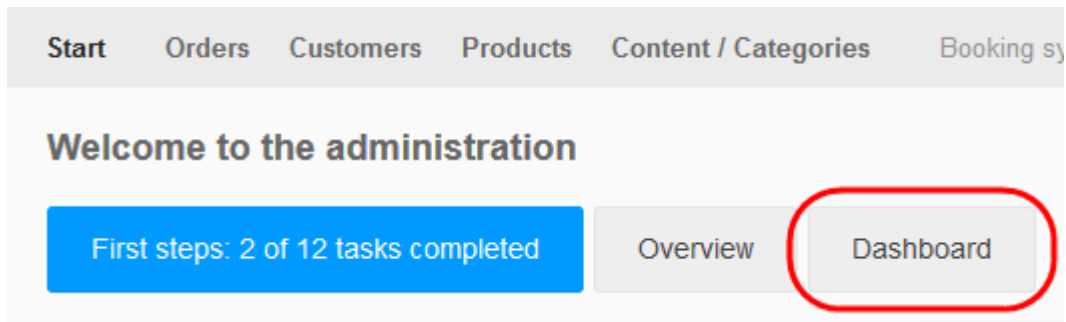 Start Orders Customers Products Content / Categories Booking
Welcome to the administration
First steps: 2 of 12 tasks completed Overview Dashboard